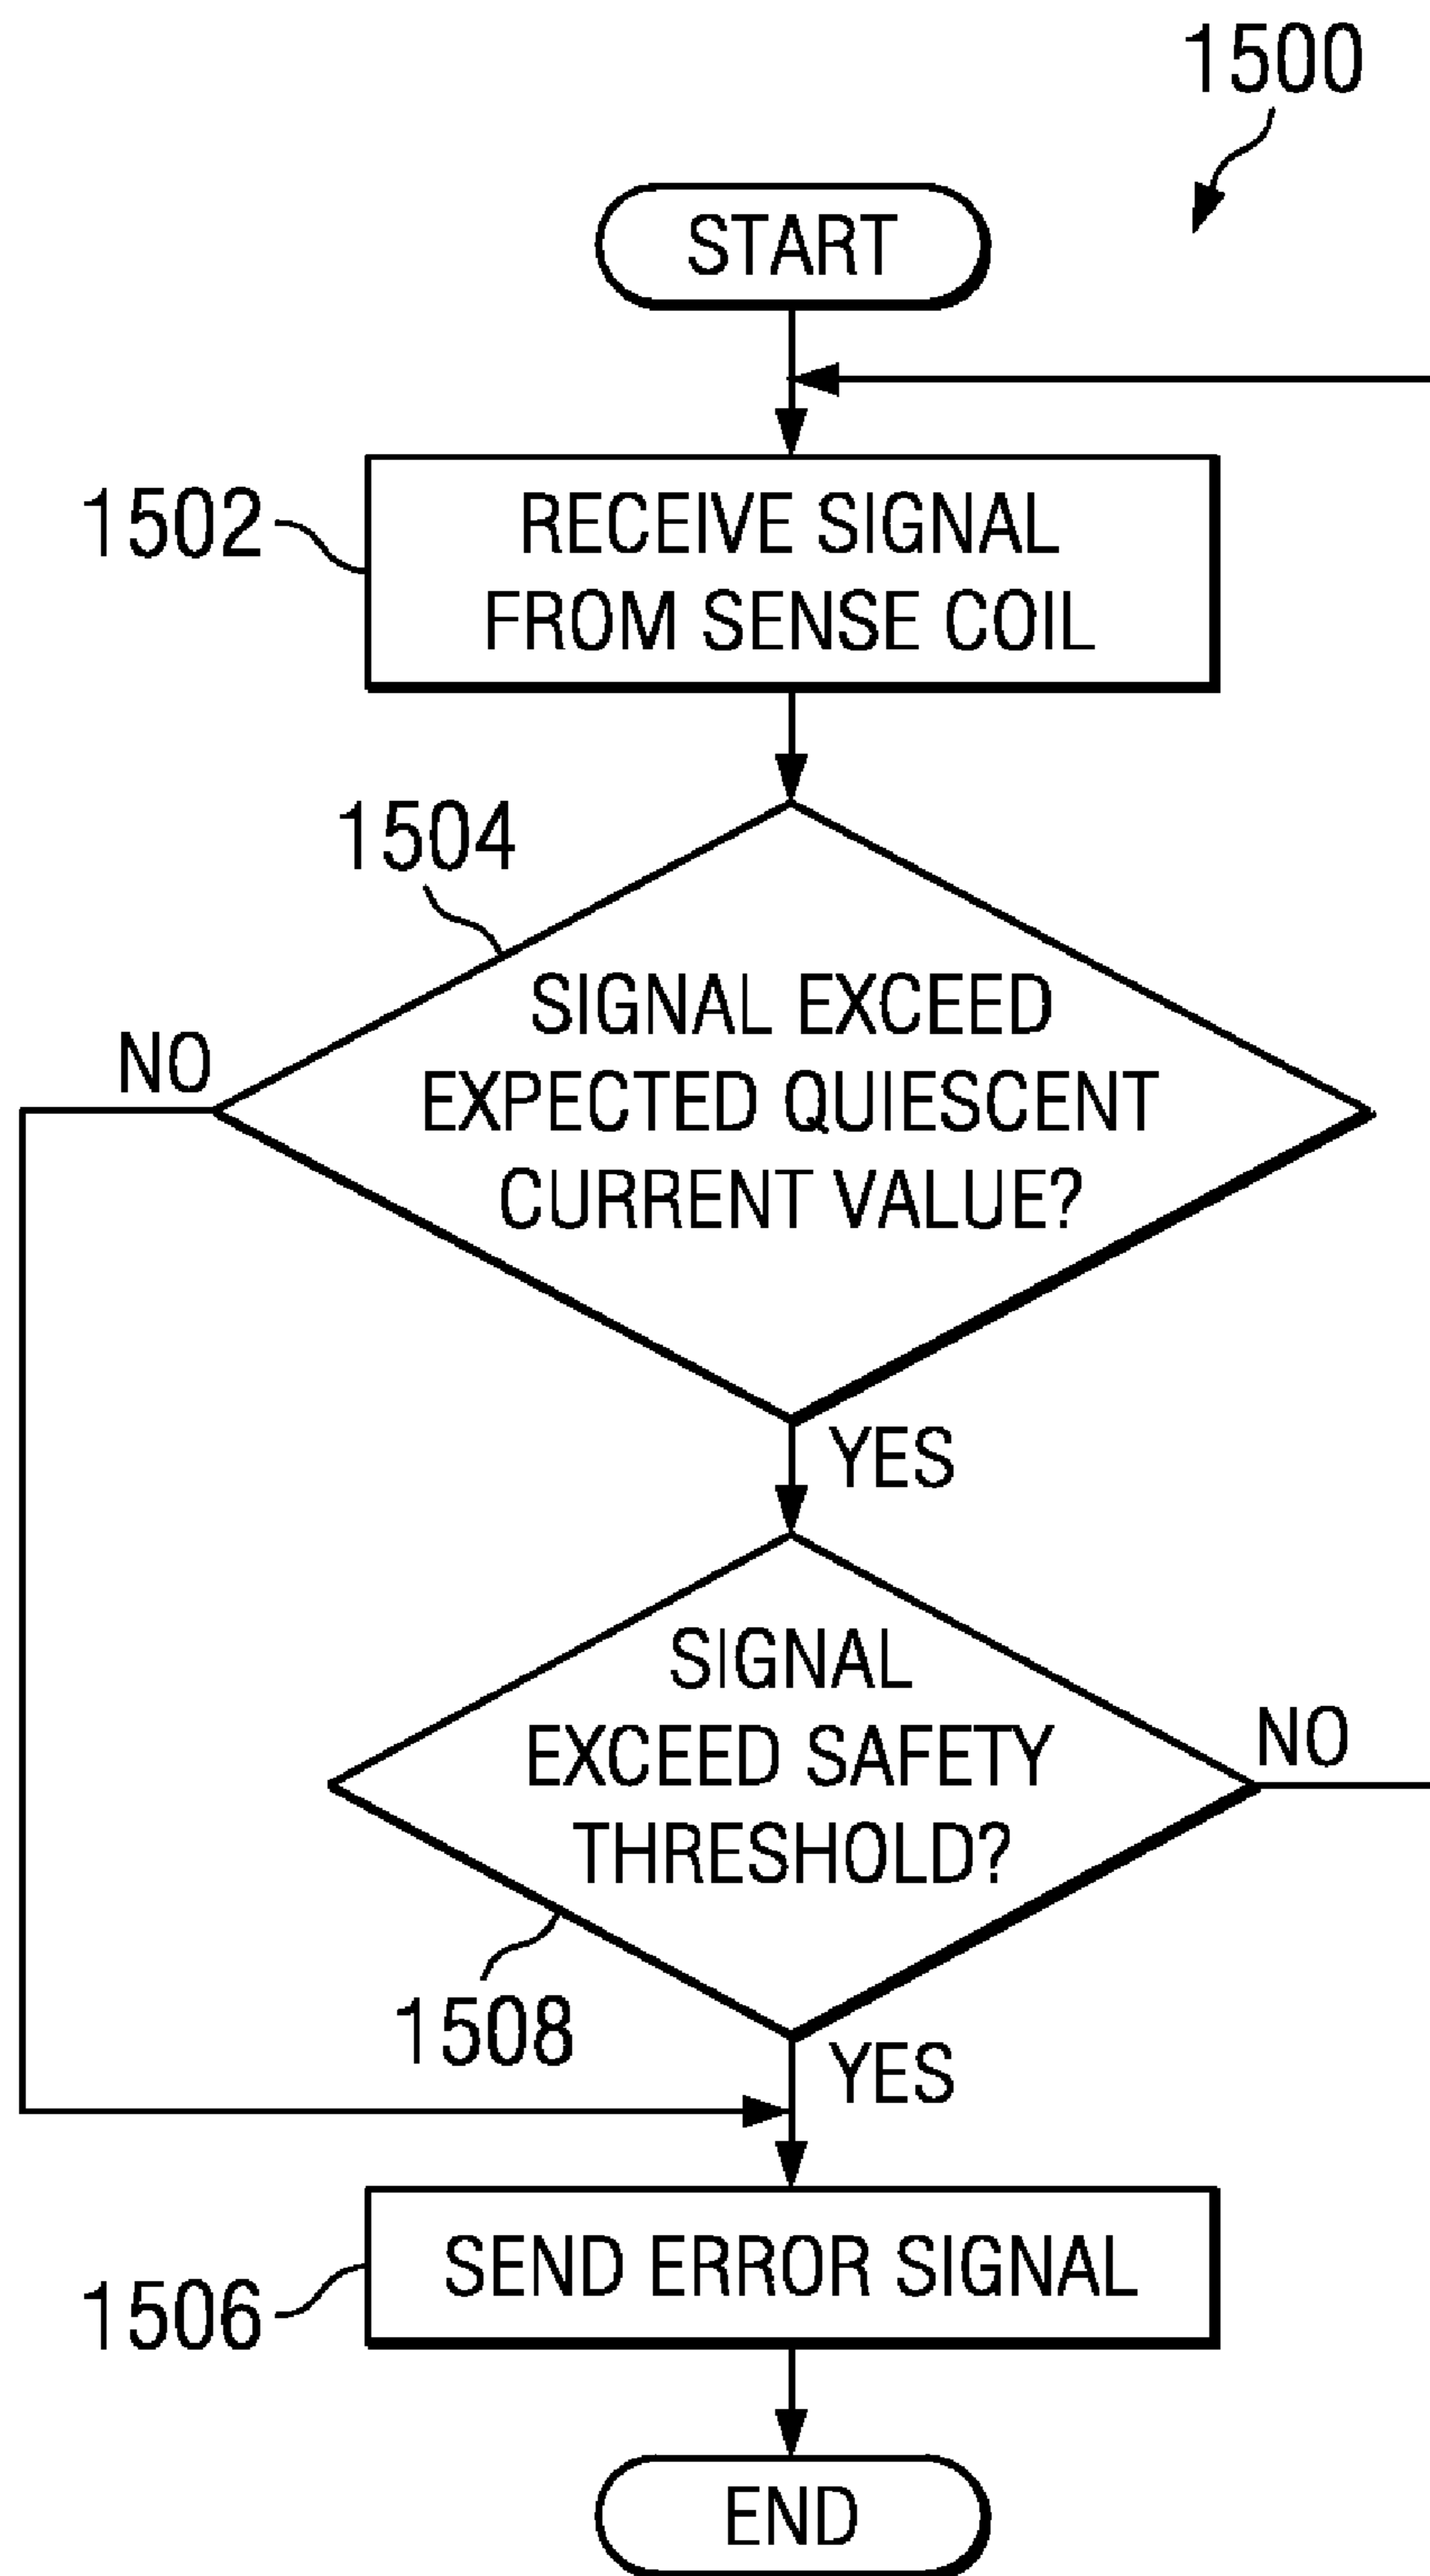 1500
START
1502
RECEIVE SIGNAL
FROM SENSE COIL
1504
SIGNAL EXCEED
EXPECTED QUIESCENT
CURRENT VALUE?
NO
YES
SIGNAL
EXCEED SAFETY
THRESHOLD?
NO
1508
YES
1506
SEND ERROR SIGNAL
END